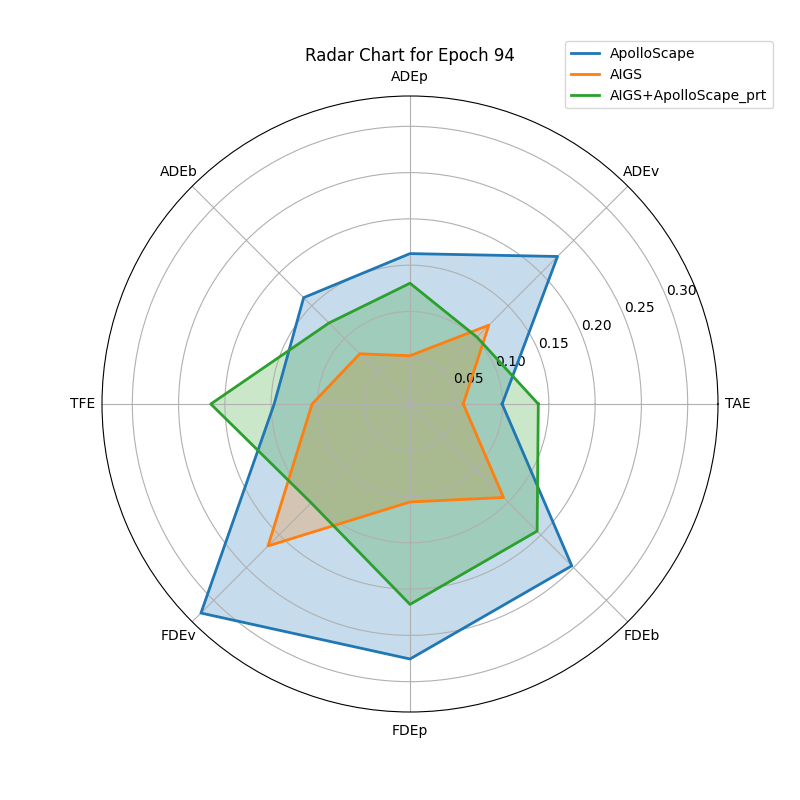 Radar Chart for Epoch 94
ApolloScape
AIGS
AIGS+ApolloScape_prt
ADEp
ADEb
ADEv
0.30
0.25
0.20
0.15
0.10
0.05
TFE
TAE
FDEv
FDEb
FDEp